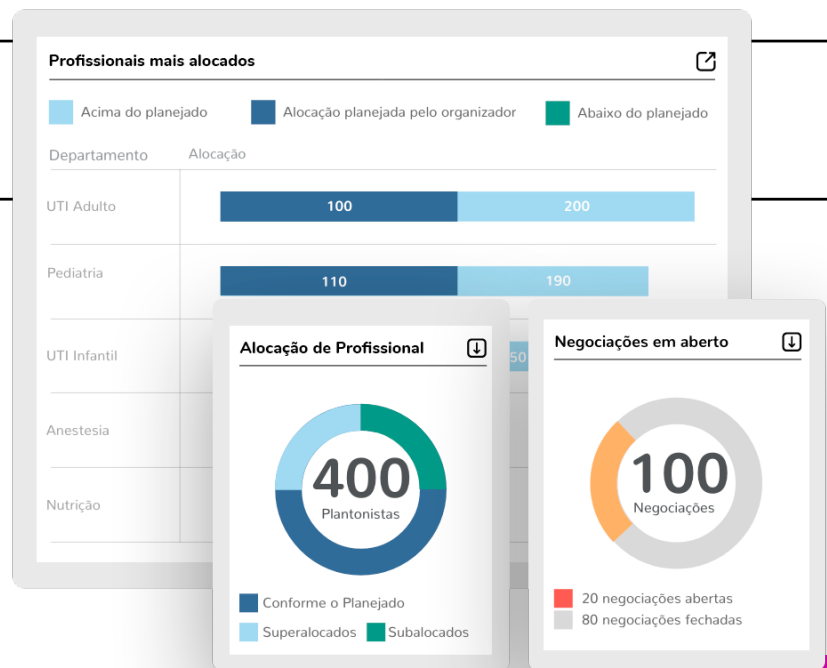 Profissionais mais alocados
Acima do planejado
Alocação planejada pelo organizador
Abaixo do planejado
Departamento Alocação
UTI Adulto 100 200
Pediatria 110 190
UTI Infantil 50
Anestesia
Nutrição
Alocação de Profissional
400
Plantonistas
Conforme o Planejado
Superalocados Subalocados
Negociações em aberto
100
Negociações
20 negociações abertas
80 negociações fechadas